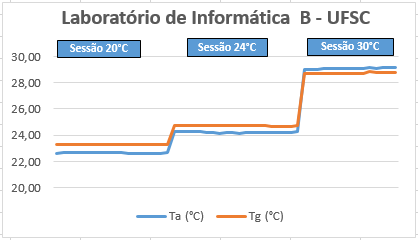 Laboratório de Informática B - UFSC
Sessão 20°C
Sessão 24°C
Sessão 30°C
30,00
28,00
26,00
24,00
22,00
20,00
Ta (°C)
Tg (°C)